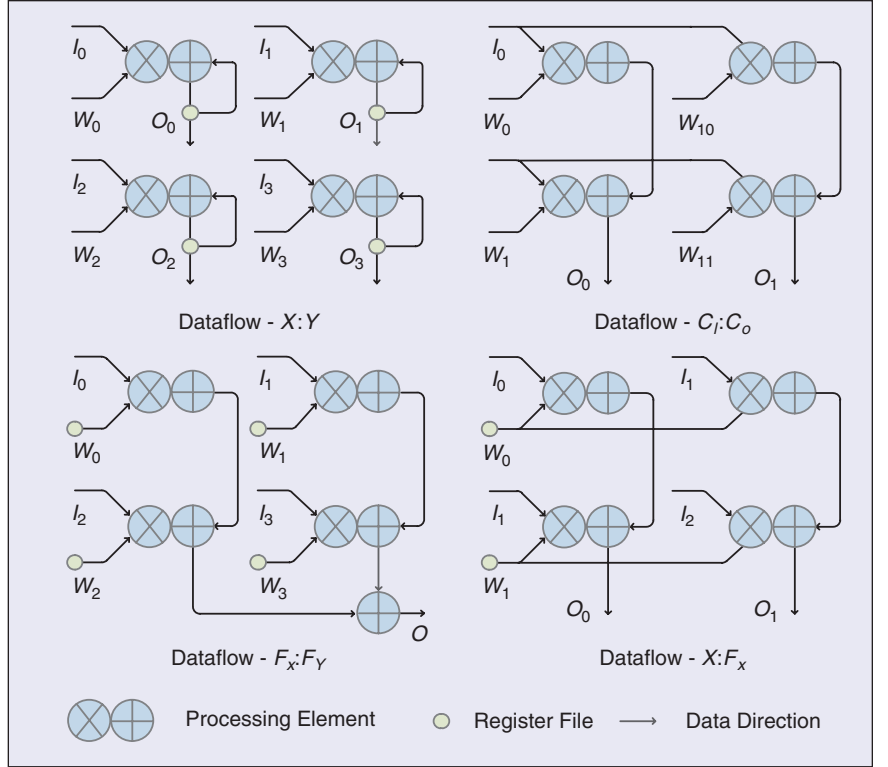 I0 I1 I0
W0 O0 W1 O1 W0 W10
I2 I3
W2 O2 W3 O3 W1 W11
O0 O1
Dataflow - X:Y Dataflow - CI:Co
I0 I1 I0 I1
W0 W1 W0
I2 I3 I1 I2
W2 W3 W1
O0 O1
O
Dataflow - Fx:FY Dataflow - X:Fx
Processing Element Register File Data Direction